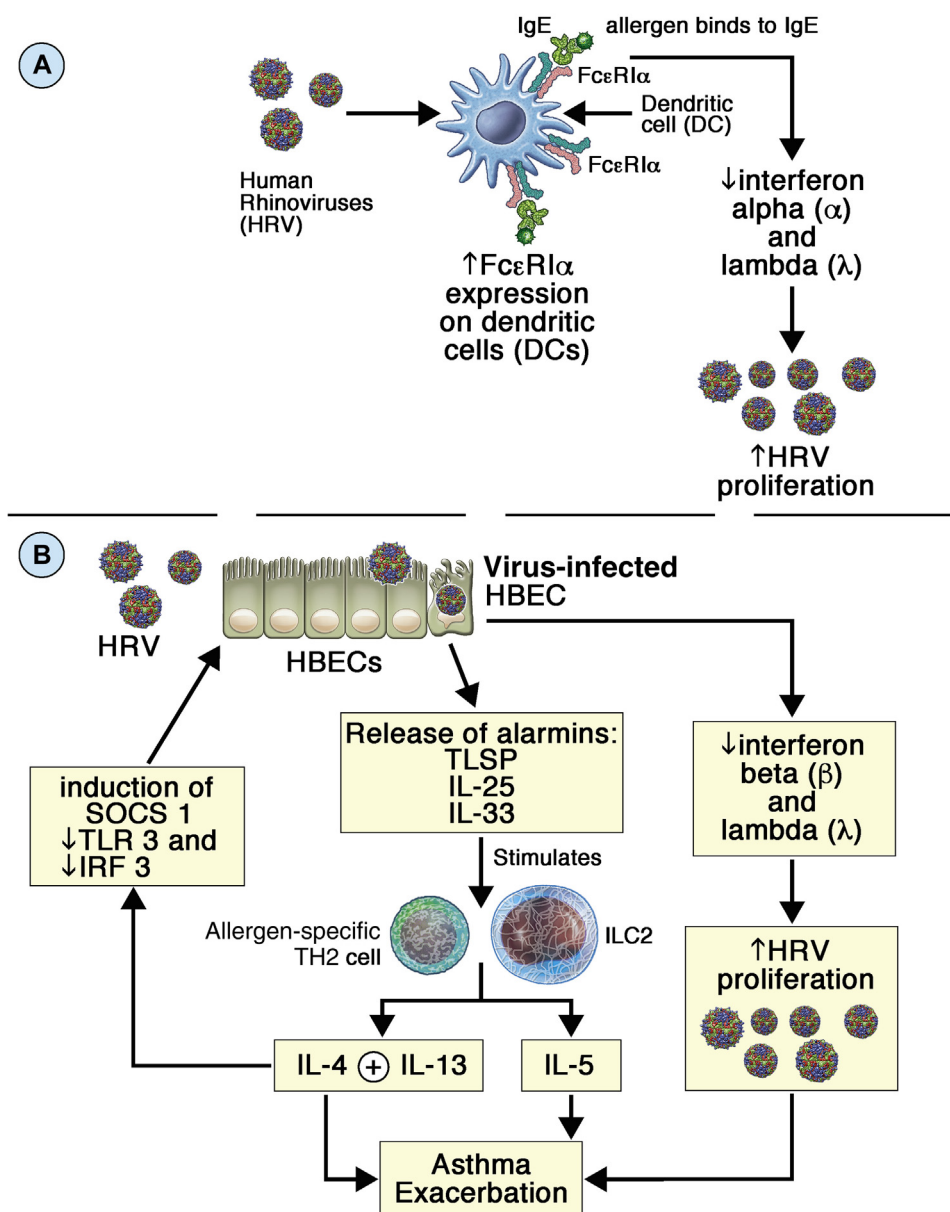 A
IgE
allergen binds to IgE
FcεRIα
Dendritic
cell (DC)
FcεRIα
Human
Rhinoviruses
(HRV)
↑FcεRIα
expression
on dendritic
cells (DCs)
↓interferon
alpha (α)
and
lambda (λ)
↑HRV
proliferation
B
HRV
HBECs
Virus-infected
HBEC
Release of alarmins:
TLSP
IL-25
IL-33
↓interferon
beta (β)
and
lambda (λ)
induction of
SOCS 1
↓TLR 3 and
↓IRF 3
Stimulates
Allergen-specific
TH2 cell
ILC2
↑HRV
proliferation
IL-4 + IL-13
IL-5
Asthma
Exacerbation